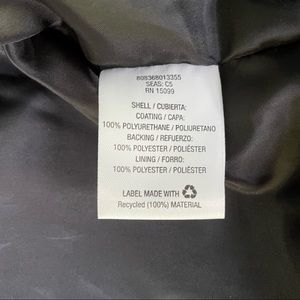 808368013355
SEAS: C5
RN 15099
SHELL / CUBIERTA:
COATING / CAPA:
100% POLYURETHANE / POLIURETANO
BACKING / REFUERZO:
100% POLYESTER / POLIÉSTER
LINING / FORRO:
100% POLYESTER / POLIÉSTER
LABEL MADE WITH
Recycled (100%) MATERIAL